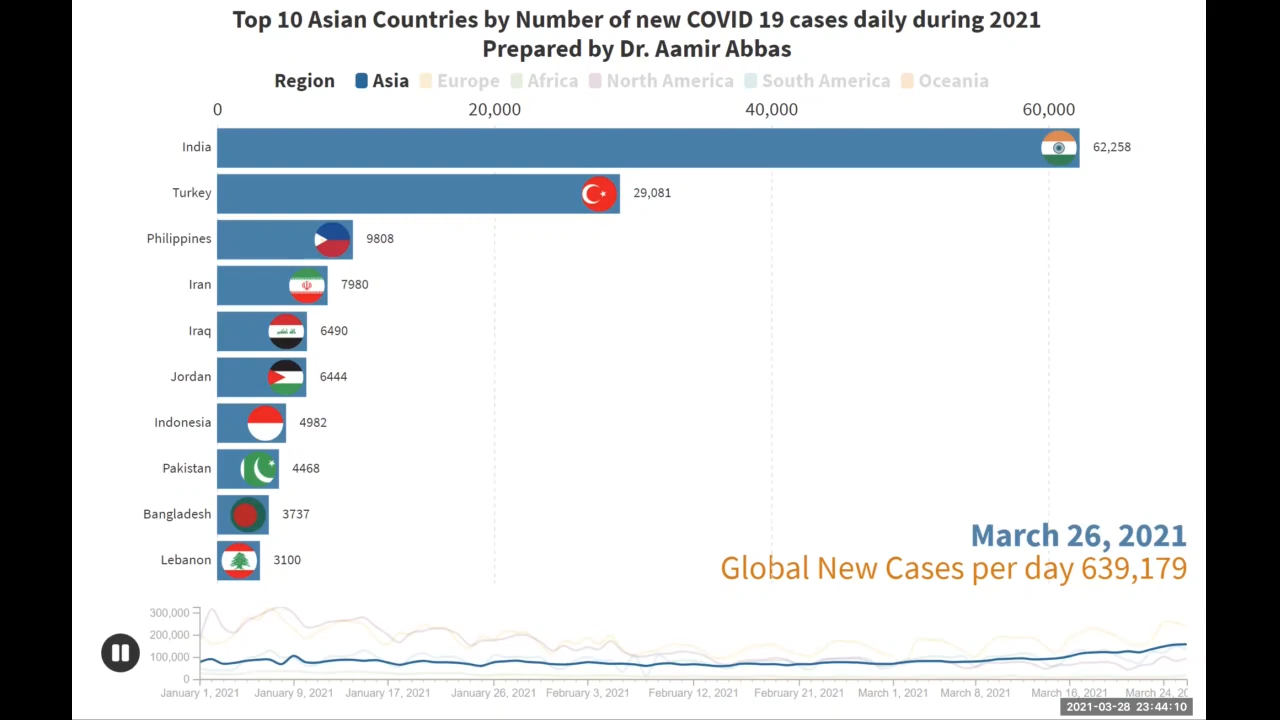 Top 10 Asian Countries by Number of new COVID 19 cases daily during 2021
Prepared by Dr. Aamir Abbas
Region Asia Europe Africa North America South America Oceania
0 20,000 40,000 60,000
India 62,258
Turkey 29,081
Philippines 9808
Iran 7980
Iraq 6490
Jordan 6444
Indonesia 4982
Pakistan 4468
Bangladesh 3737
Lebanon 3100
March 26, 2021
Global New Cases per day 639,179
300,000
200,000
100,000
0
January 1, 2021 January 9, 2021 January 17, 2021 January 26, 2021 February 3, 2021 February 12, 2021 February 21, 2021 March 1, 2021 March 8, 2021 March 16, 2021 March 24, 20
2021-03-28 23:44:10